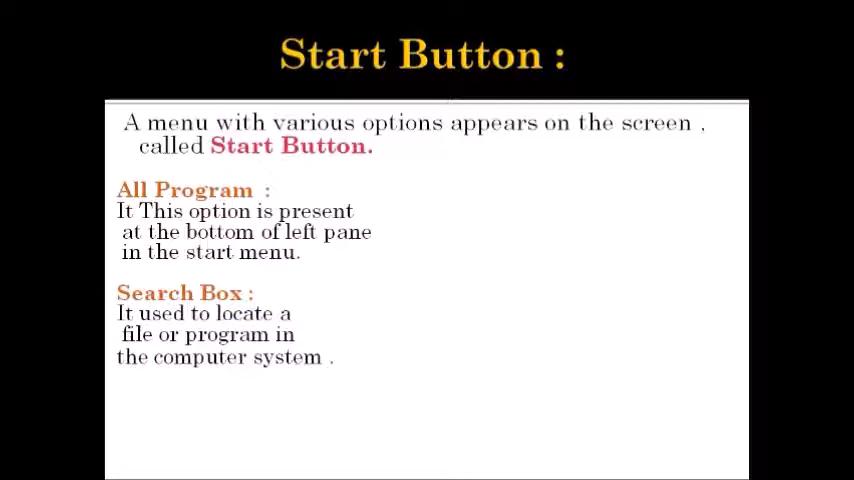 Start Button :
A menu with various options appears on the screen ,
called Start Button.
All Program :
It This option is present
at the bottom of left pane
in the start menu.
Search Box :
It used to locate a
file or program in
the computer system .